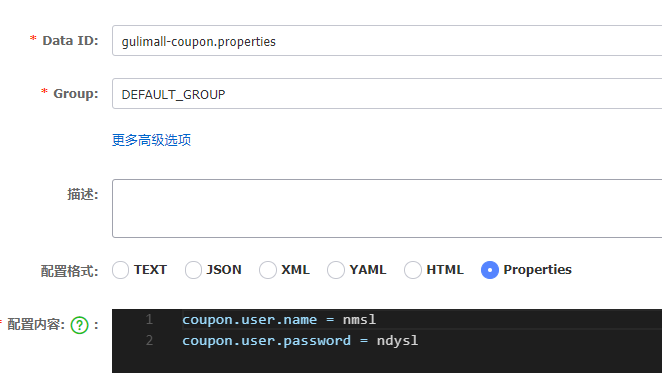 * Data ID: gulimall-coupon.properties
* Group: DEFAULT_GROUP
更多高级选项
描述:
配置格式: TEXT JSON XML YAML HTML Properties
* 配置内容: ? : 1 coupon.user.name = nmsl
2 coupon.user.password = ndysl